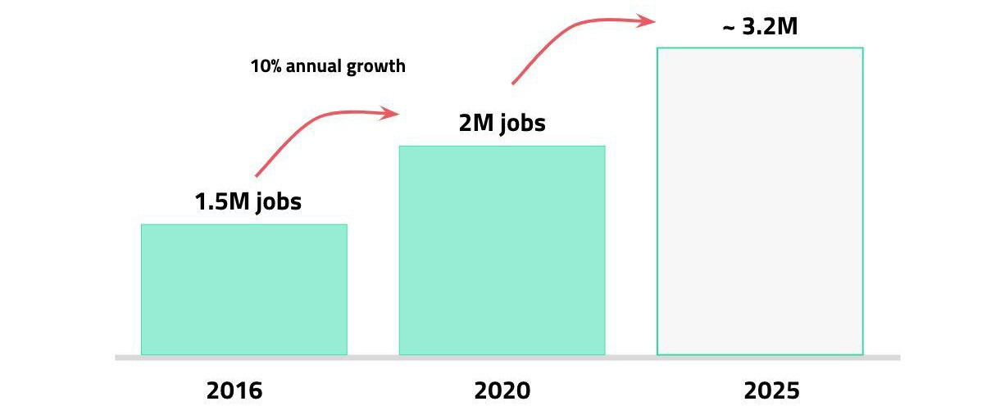 ~ 3.2M
10% annual growth
2M jobs
1.5M jobs
2016
2020
2025